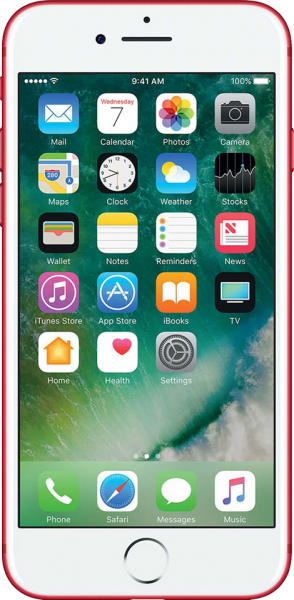 9:41 AM 100%
Wednesday
7
Mail Calendar Photos Camera
280
Maps Clock Weather Stocks
Wallet Notes Reminders News
iTunes Store App Store iBooks TV
tv
Home Health Settings
Phone Safari Messages Music